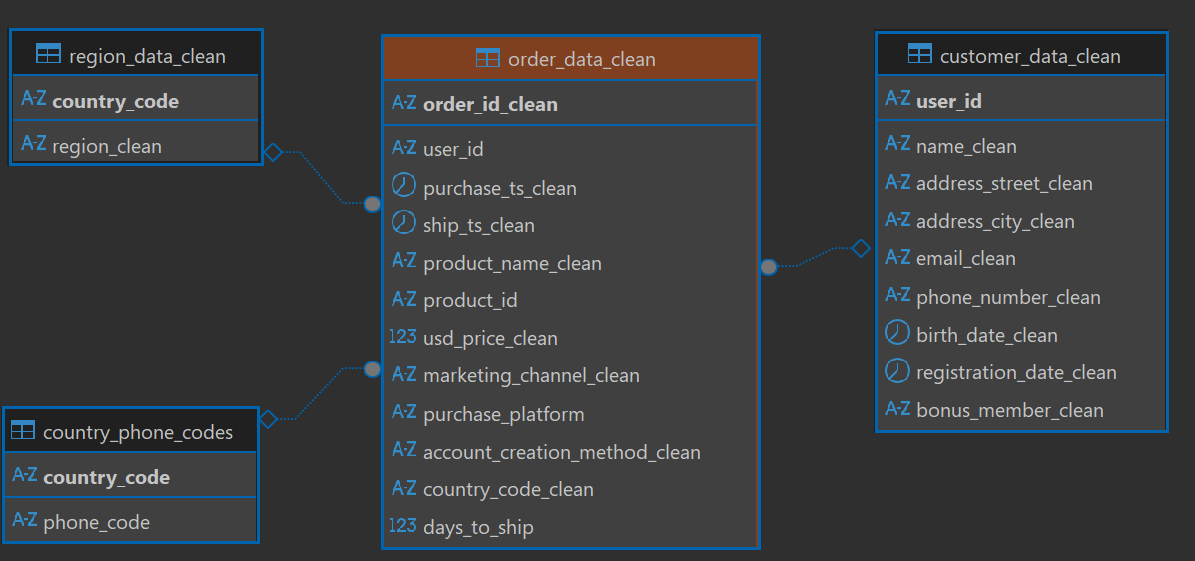 region_data_clean
A-Z country_code
A-Z region_clean
order_data_clean
A-Z order_id_clean
A-Z user_id
purchase_ts_clean
ship_ts_clean
A-Z product_name_clean
A-Z product_id
123 usd_price_clean
A-Z marketing_channel_clean
A-Z purchase_platform
A-Z account_creation_method_clean
A-Z country_code_clean
123 days_to_ship
customer_data_clean
A-Z user_id
A-Z name_clean
A-Z address_street_clean
A-Z address_city_clean
A-Z email_clean
A-Z phone_number_clean
birth_date_clean
registration_date_clean
A-Z bonus_member_clean
country_phone_codes
A-Z country_code
A-Z phone_code